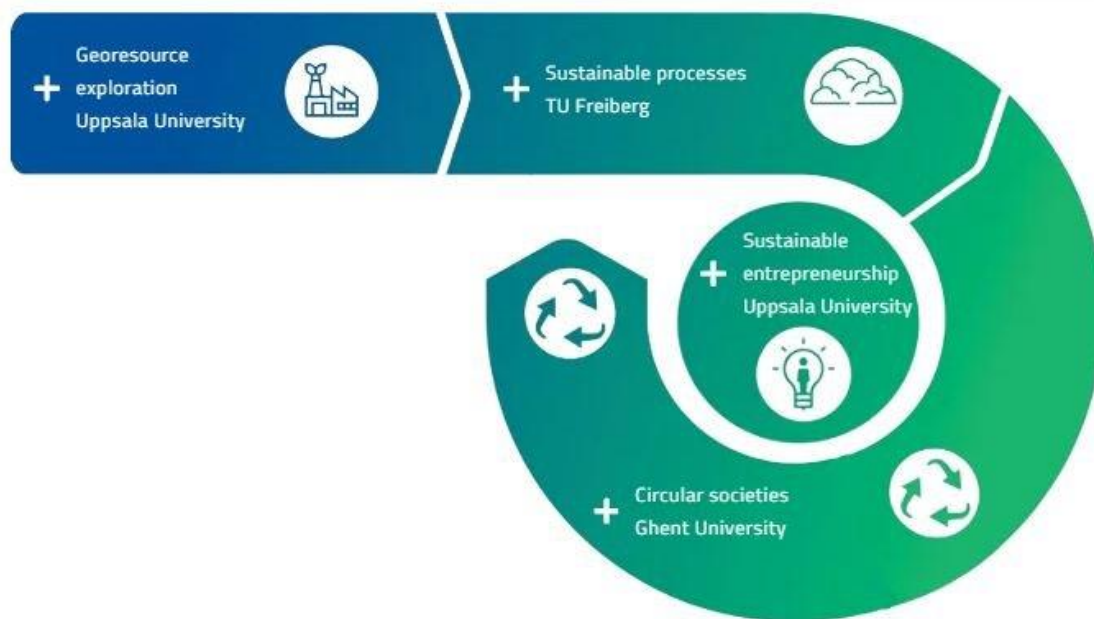 Georesource
exploration
Uppsala University
Sustainable processes
TU Freiberg
Sustainable
entrepreneurship
Uppsala University
Circular societies
Ghent University